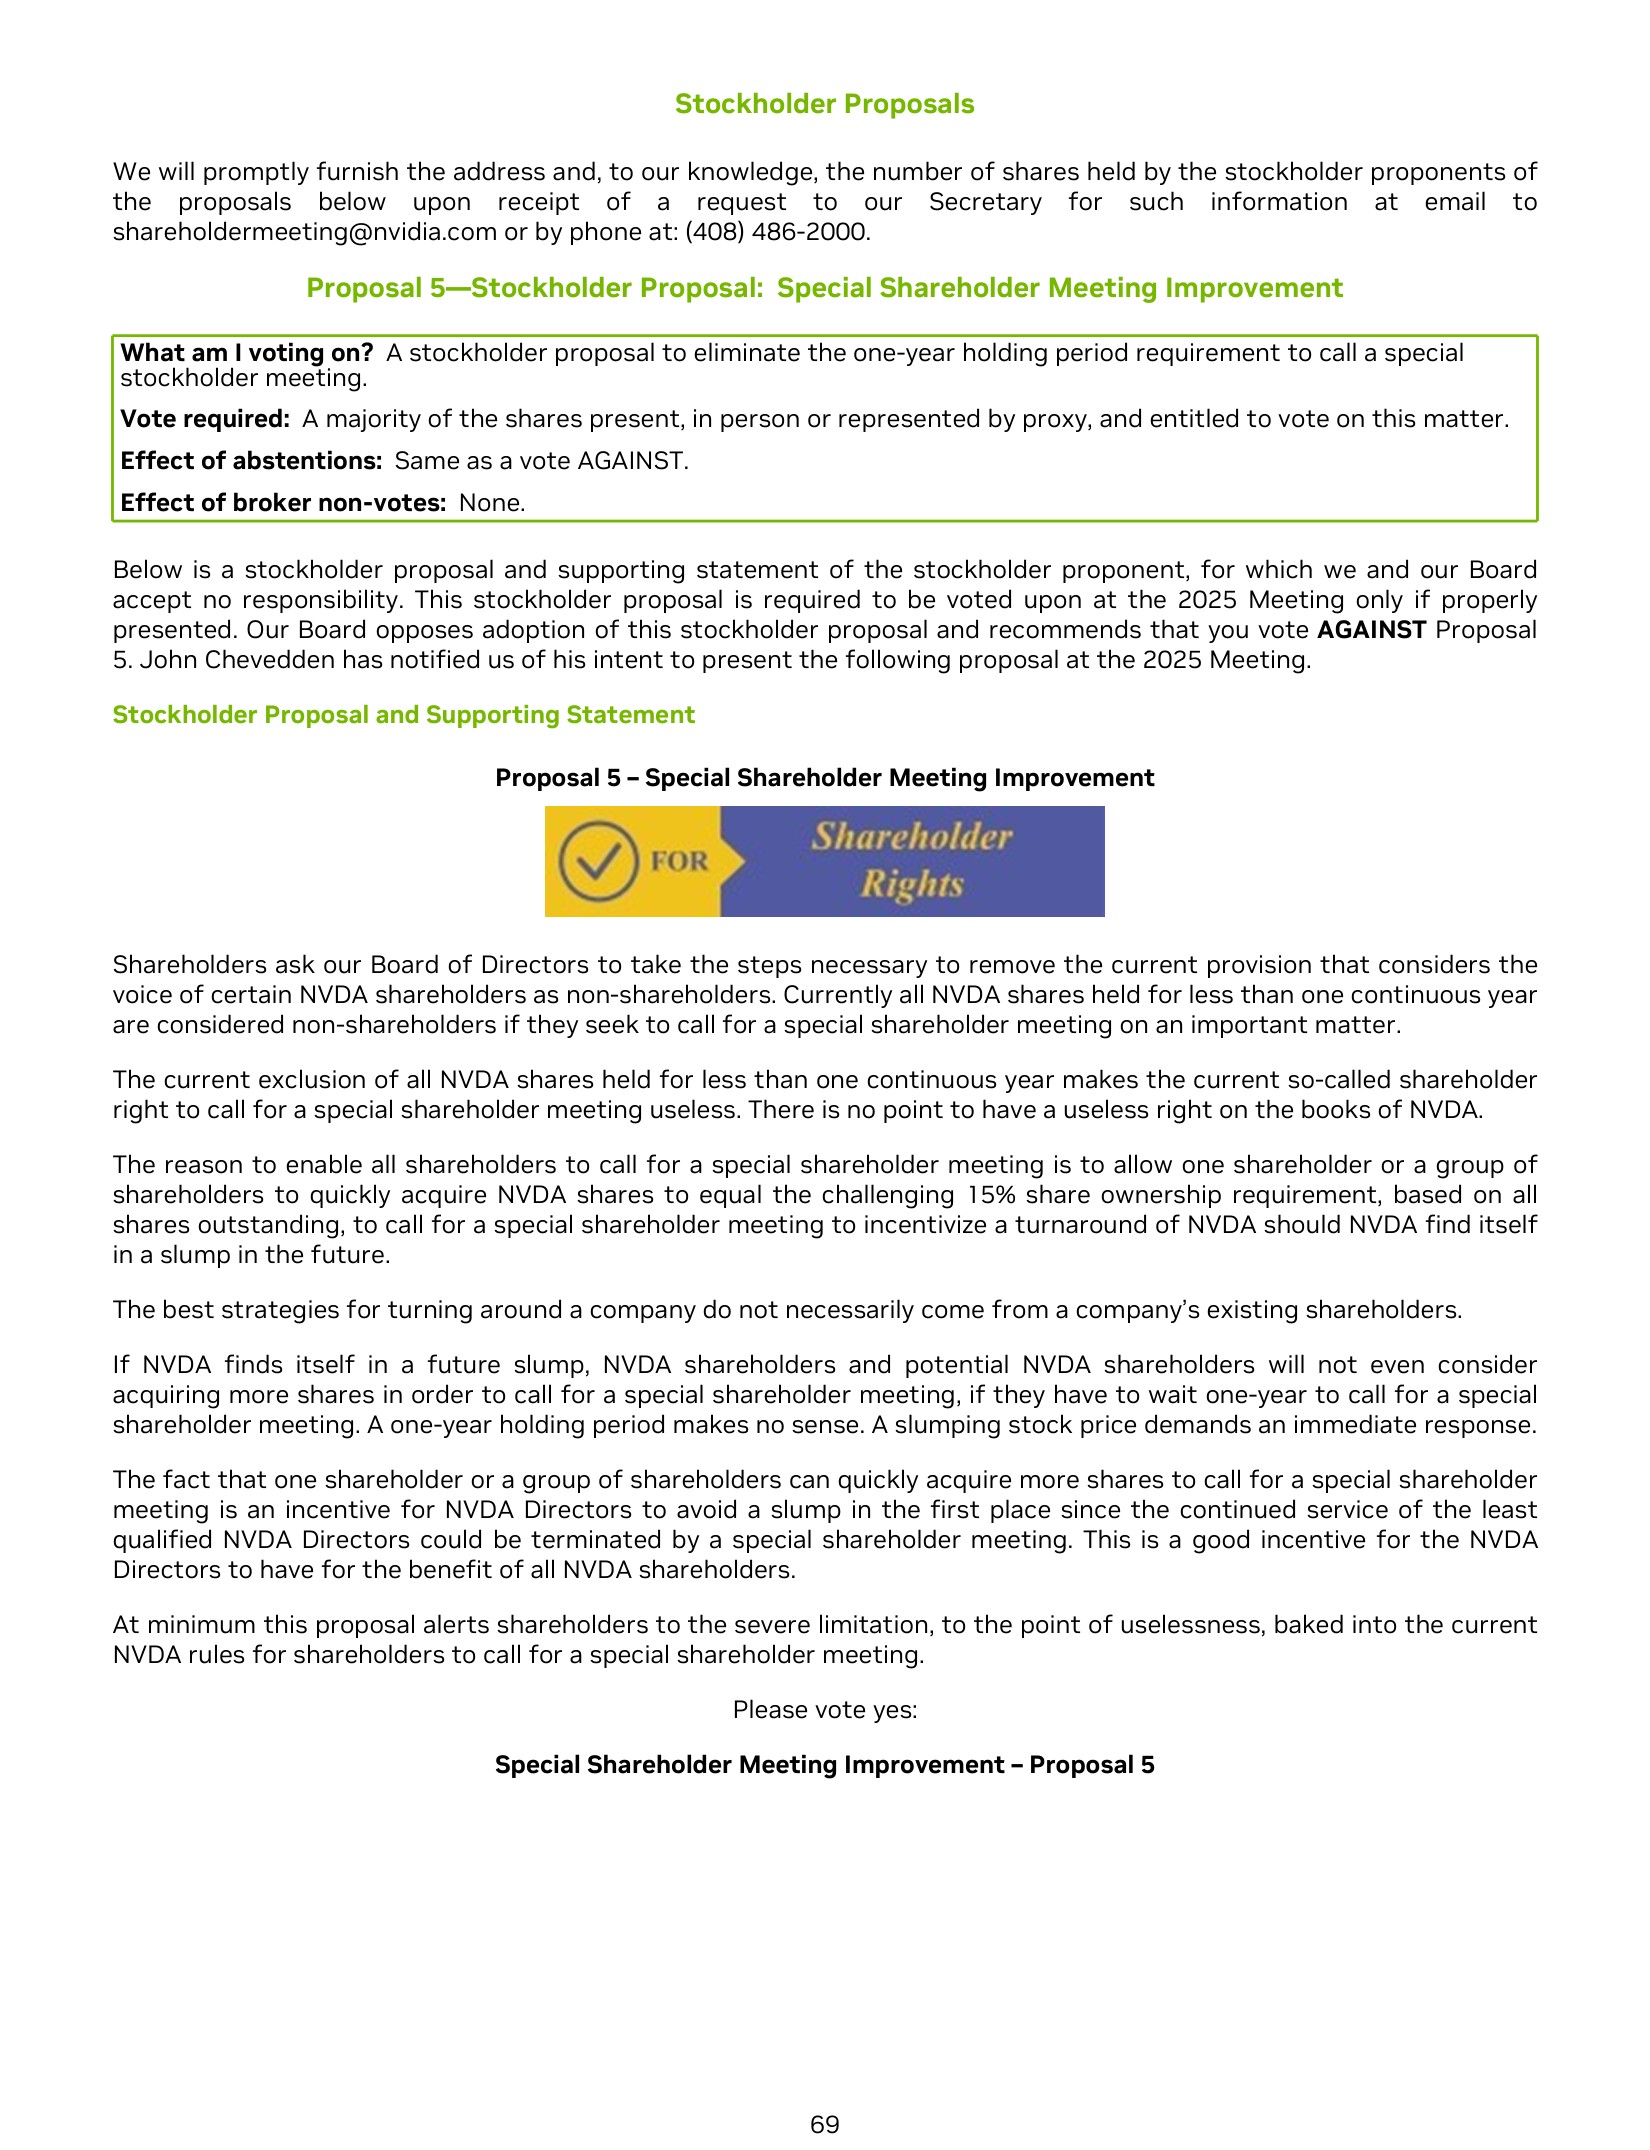 Stockholder Proposals
We will promptly furnish the address and, to our knowledge, the number of shares held by the stockholder proponents of
the proposals below upon receipt of a request to our Secretary for such information at email to
shareholdermeeting@nvidia.com or by phone at: (408) 486-2000.
Proposal 5—Stockholder Proposal: Special Shareholder Meeting Improvement
What am I voting on? A stockholder proposal to eliminate the one-year holding period requirement to call a special
stockholder meeting.
Vote required: A majority of the shares present, in person or represented by proxy, and entitled to vote on this matter.
Effect of abstentions: Same as a vote AGAINST.
Effect of broker non-votes: None.
Below is a stockholder proposal and supporting statement of the stockholder proponent, for which we and our Board
accept no responsibility. This stockholder proposal is required to be voted upon at the 2025 Meeting only if properly
presented. Our Board opposes adoption of this stockholder proposal and recommends that you vote AGAINST Proposal
5. John Chevedden has notified us of his intent to present the following proposal at the 2025 Meeting.
Stockholder Proposal and Supporting Statement
Proposal 5 – Special Shareholder Meeting Improvement
FOR
Shareholder
Rights
Shareholders ask our Board of Directors to take the steps necessary to remove the current provision that considers the
voice of certain NVDA shareholders as non-shareholders. Currently all NVDA shares held for less than one continuous year
are considered non-shareholders if they seek to call for a special shareholder meeting on an important matter.
The current exclusion of all NVDA shares held for less than one continuous year makes the current so-called shareholder
right to call for a special shareholder meeting useless. There is no point to have a useless right on the books of NVDA.
The reason to enable all shareholders to call for a special shareholder meeting is to allow one shareholder or a group of
shareholders to quickly acquire NVDA shares to equal the challenging 15% share ownership requirement, based on all
shares outstanding, to call for a special shareholder meeting to incentivize a turnaround of NVDA should NVDA find itself
in a slump in the future.
The best strategies for turning around a company do not necessarily come from a company's existing shareholders.
If NVDA finds itself in a future slump, NVDA shareholders and potential NVDA shareholders will not even consider
acquiring more shares in order to call for a special shareholder meeting, if they have to wait one-year to call for a special
shareholder meeting. A one-year holding period makes no sense. A slumping stock price demands an immediate response.
The fact that one shareholder or a group of shareholders can quickly acquire more shares to call for a special shareholder
meeting is an incentive for NVDA Directors to avoid a slump in the first place since the continued service of the least
qualified NVDA Directors could be terminated by a special shareholder meeting. This is a good incentive for the NVDA
Directors to have for the benefit of all NVDA shareholders.
At minimum this proposal alerts shareholders to the severe limitation, to the point of uselessness, baked into the current
NVDA rules for shareholders to call for a special shareholder meeting.
Please vote yes:
Special Shareholder Meeting Improvement – Proposal 5
69